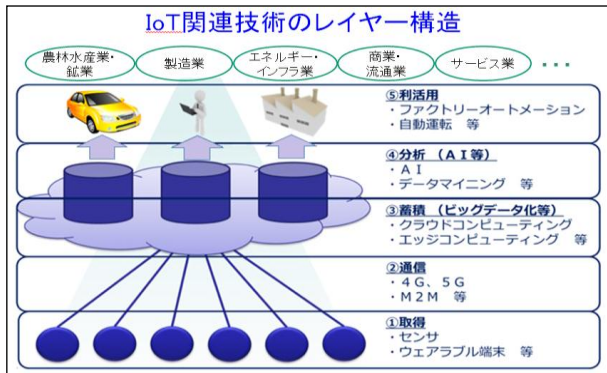 IoT関連技術のレイヤー構造
農林水産業・
鉱業
製造業
エネルギー・
インフラ業
商業・
流通業
サービス業
・・・
⑤利活用
・ファクトリーオートメーション
・自動運転 等
④分析 （ＡＩ等）
・ＡＩ
・データマイニング 等
③蓄積 （ビッグデータ化等）
・クラウドコンピューティング
・エッジコンピューティング 等
②通信
・４Ｇ、５Ｇ
・Ｍ２Ｍ 等
①取得
・センサ
・ウェアラブル端末 等